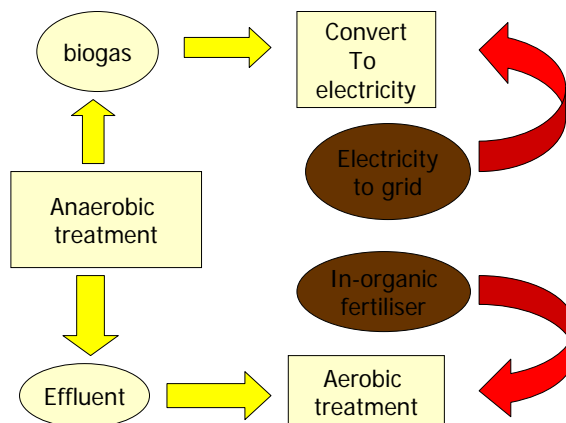 biogas
Convert
To
electricity
Electricity
to grid
Anaerobic
treatment
In-organic
fertiliser
Effluent
Aerobic
treatment